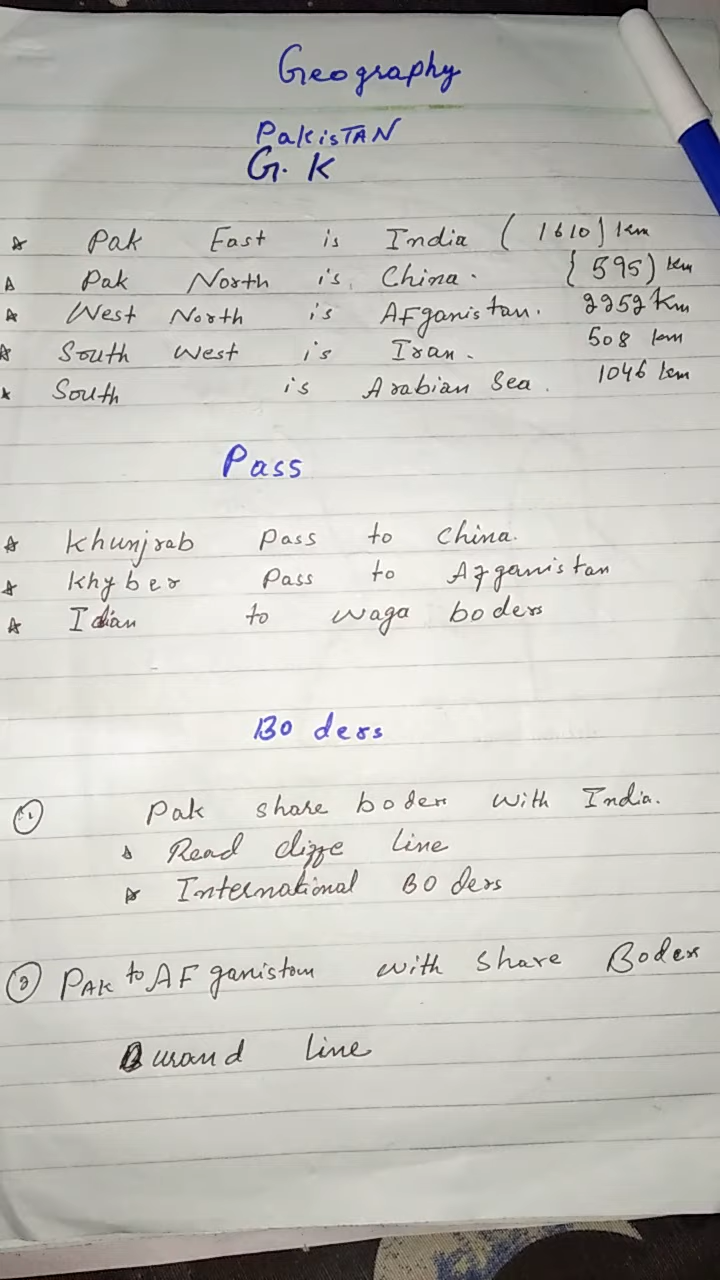 Geography
PakisTAN
G. K
Pak East is India (1610) km
Pak North is China. {595) km
West North is AFganistan. 2252 Km
South West is Iran. 508 km
South is Arabian Sea. 1046 km
Pass
Khunjrab Pass to China.
Khyber Pass to Afganistan
Idian to waga boders
Boders
① Pak share boder with India.
Read cliffe line
International Boders
② PAK to AFganistan with share Boder
Durand line